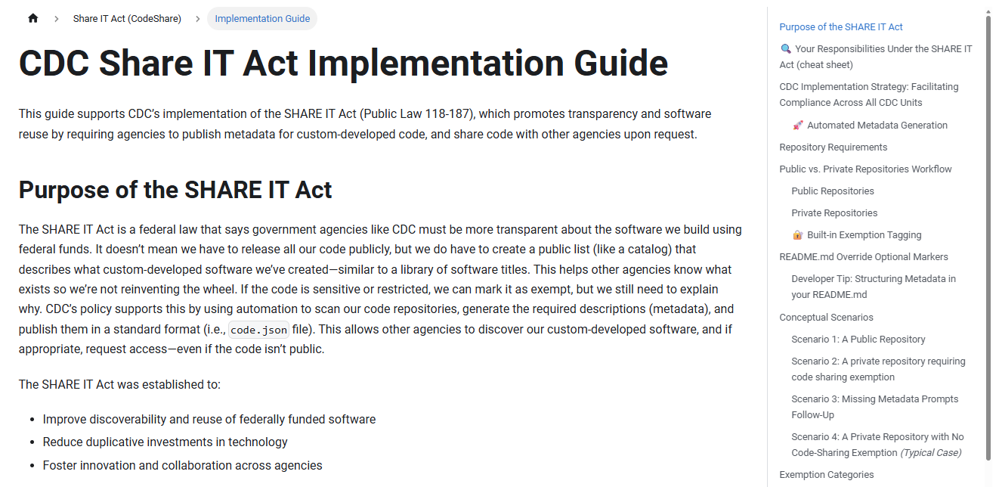 Share IT Act (CodeShare)
Implementation Guide
CDC Share IT Act Implementation Guide
This guide supports CDC’s implementation of the SHARE IT Act (Public Law 118-187), which promotes transparency and software
reuse by requiring agencies to publish metadata for custom-developed code, and share code with other agencies upon request.
Purpose of the SHARE IT Act
The SHARE IT Act is a federal law that says government agencies like CDC must be more transparent about the software we build using
federal funds. It doesn’t mean we have to release all our code publicly, but we do have to create a public list (like a catalog) that
describes what custom-developed software we’ve created—similar to a library of software titles. This helps other agencies know what
exists so we’re not reinventing the wheel. If the code is sensitive or restricted, we can mark it as exempt, but we still need to explain
why. CDC’s policy supports this by using automation to scan our code repositories, generate the required descriptions (metadata), and
publish them in a standard format (i.e., code.json file). This allows other agencies to discover our custom-developed software, and if
appropriate, request access—even if the code isn’t public.
The SHARE IT Act was established to:
• Improve discoverability and reuse of federally funded software
• Reduce duplicative investments in technology
• Foster innovation and collaboration across agencies
Purpose of the SHARE IT Act
🔍 Your Responsibilities Under the SHARE IT
Act (cheat sheet)
CDC Implementation Strategy: Facilitating
Compliance Across All CDC Units
🚀 Automated Metadata Generation
Repository Requirements
Public vs. Private Repositories Workflow
Public Repositories
Private Repositories
🔐 Built-in Exemption Tagging
README.md Override Optional Markers
Developer Tip: Structuring Metadata in
your README.md
Conceptual Scenarios
Scenario 1: A Public Repository
Scenario 2: A private repository requiring
code sharing exemption
Scenario 3: Missing Metadata Prompts
Follow-Up
Scenario 4: A Private Repository with No
Code-Sharing Exemption (Typical Case)
Exemption Categories